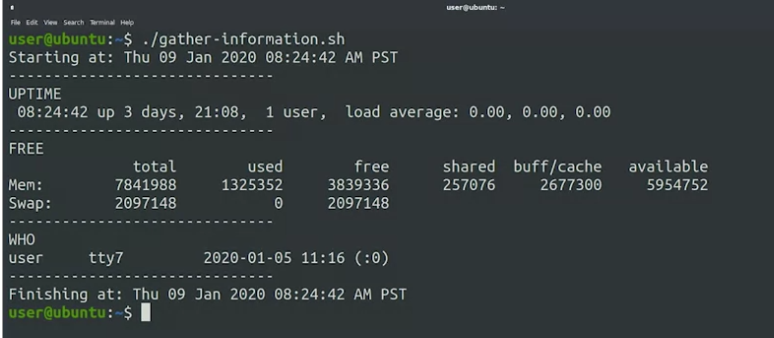 user@ubuntu: ~
File Edit View Search Terminal Help
user@ubuntu:~$ ./gather-information.sh
Starting at: Thu 09 Jan 2020 08:24:42 AM PST
------------------------------
UPTIME
 08:24:42 up 3 days, 21:08,  1 user,  load average: 0.00, 0.00, 0.00
------------------------------
FREE
              total        used        free      shared  buff/cache   available
Mem:        7841988     1325352     3839336      257076     2677300     5954752
Swap:       2097148           0     2097148
------------------------------
WHO
user     tty7         2020-01-05 11:16 (:0)
------------------------------
Finishing at: Thu 09 Jan 2020 08:24:42 AM PST
user@ubuntu:~$